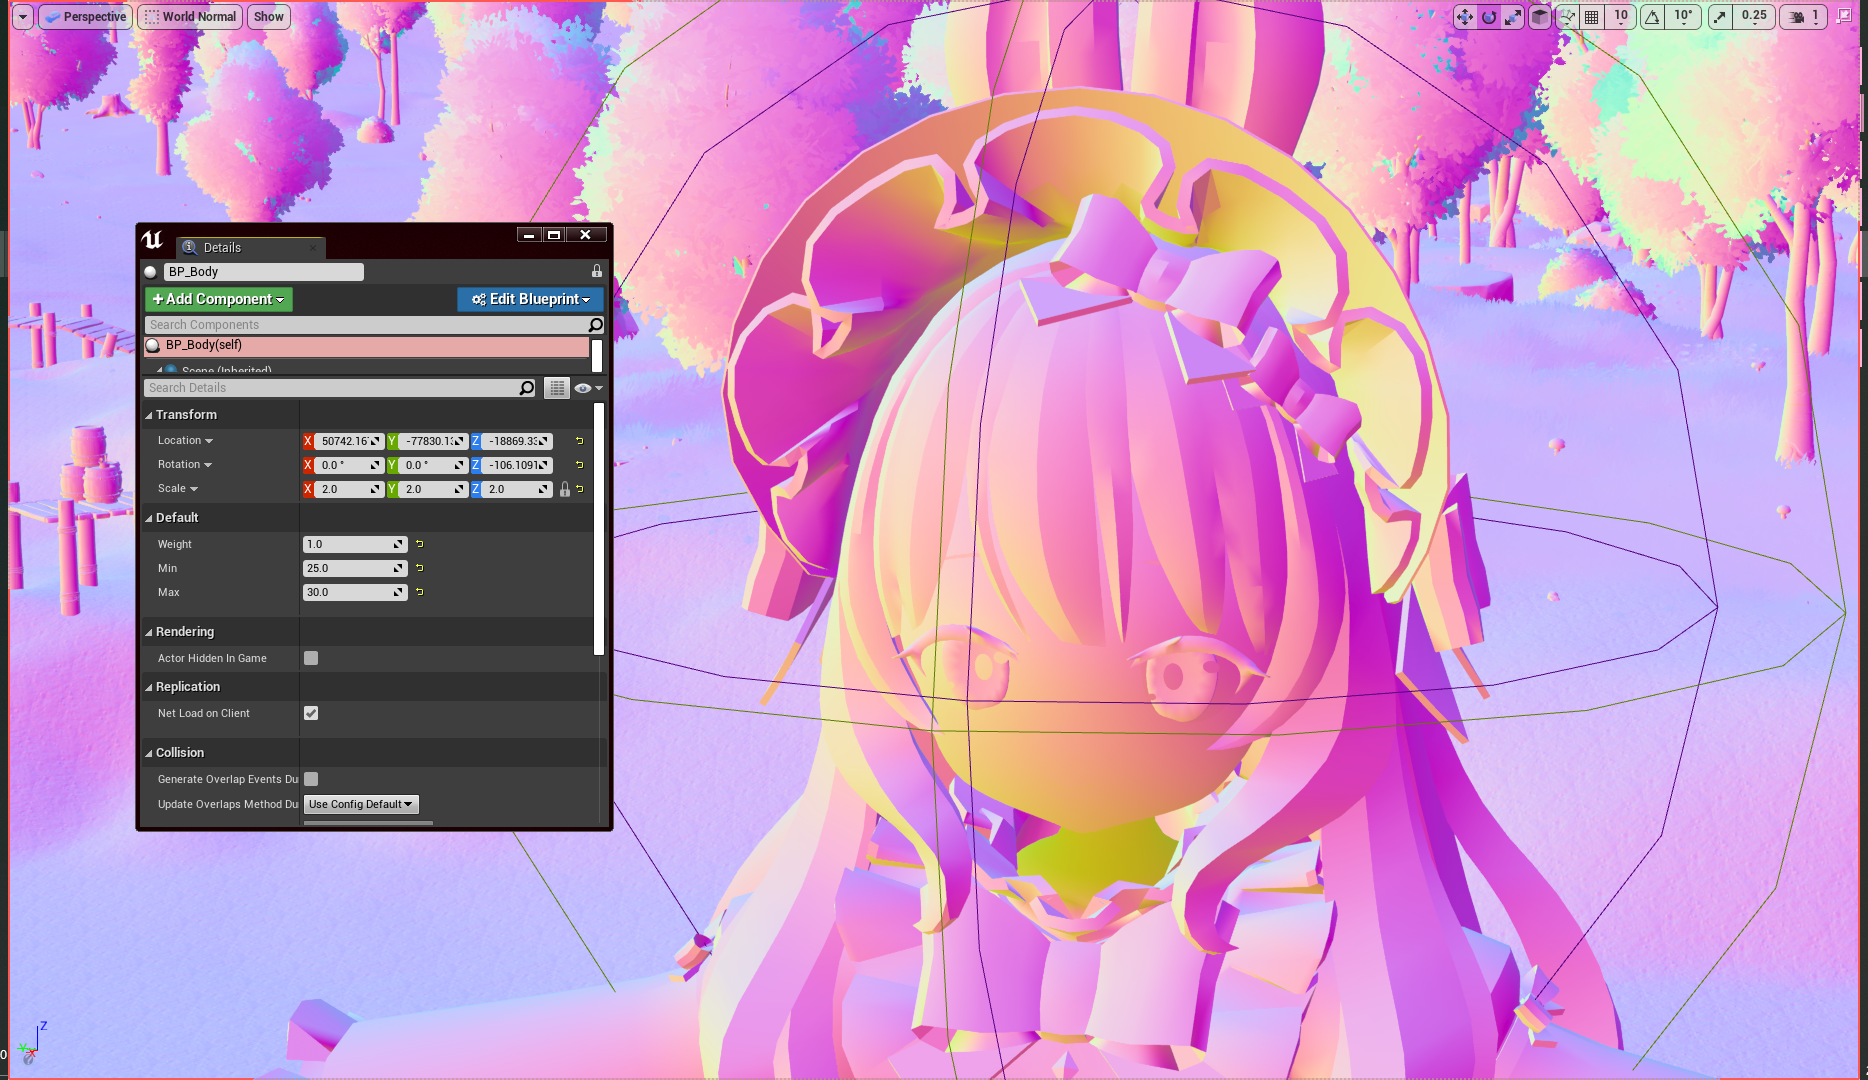 Perspective World Normal Show 10 10° 0.25 1
Details
BP_Body
+ Add Component Edit Blueprint
Search Components
BP_Body(self)
Scene (Inherited)
Search Details
Transform
Location X 50742.16 Y -77830.1 Z -18869.3
Rotation X 0.0 ° Y 0.0 ° Z -106.1091
Scale X 2.0 Y 2.0 Z 2.0
Default
Weight 1.0
Min 25.0
Max 30.0
Rendering
Actor Hidden In Game
Replication
Net Load on Client
Collision
Generate Overlap Events Du
Update Overlaps Method Du Use Config Default
Z